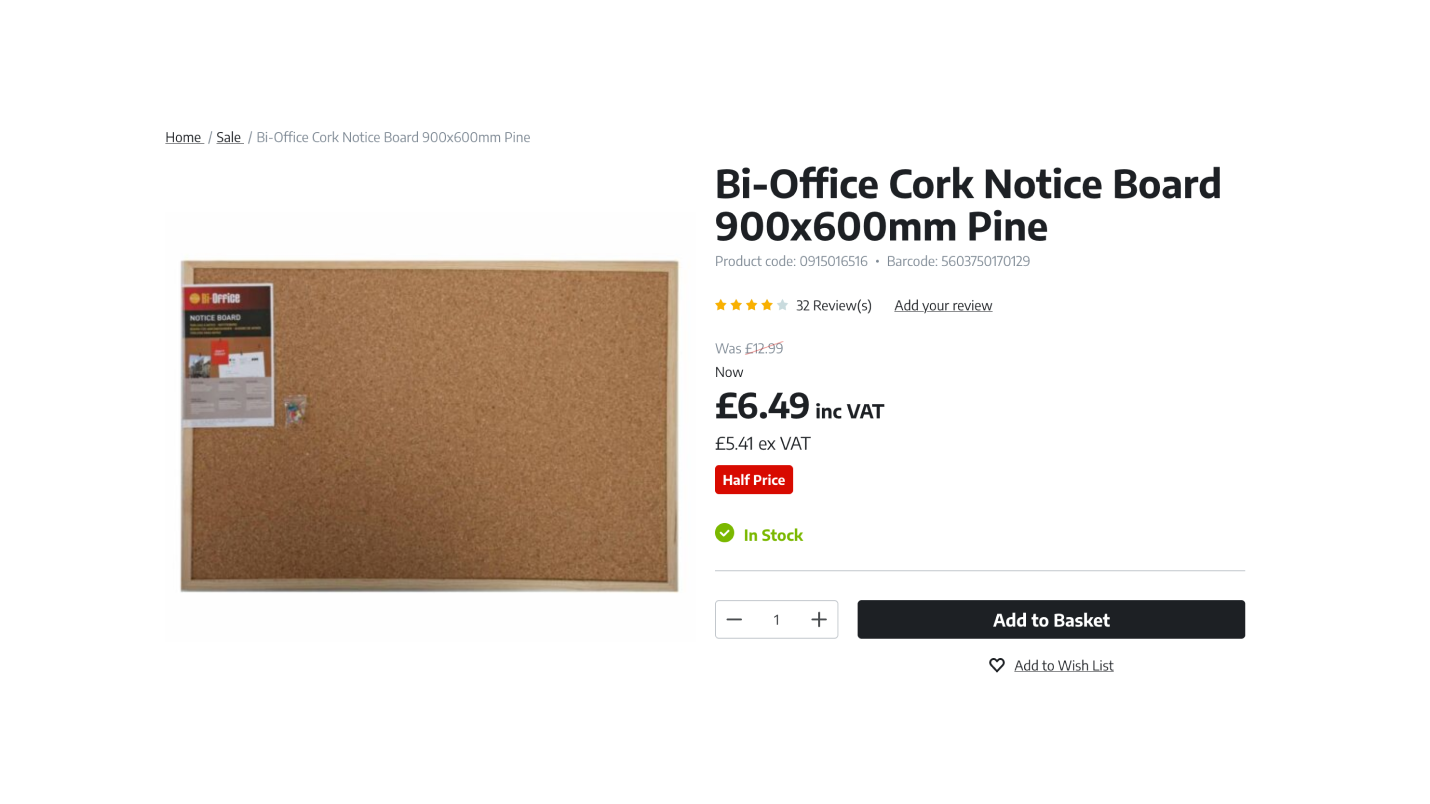 Home / Sale / Bi-Office Cork Notice Board 900x600mm Pine
Bi-Office Cork Notice Board
900x600mm Pine
Product code: 0915016516 • Barcode: 5603750170129
32 Review(s) Add your review
Was £12.99
Now
£6.49 inc VAT
£5.41 ex VAT
Half Price
In Stock
1
Add to Basket
Add to Wish List
Bi-Office
NOTICE BOARD